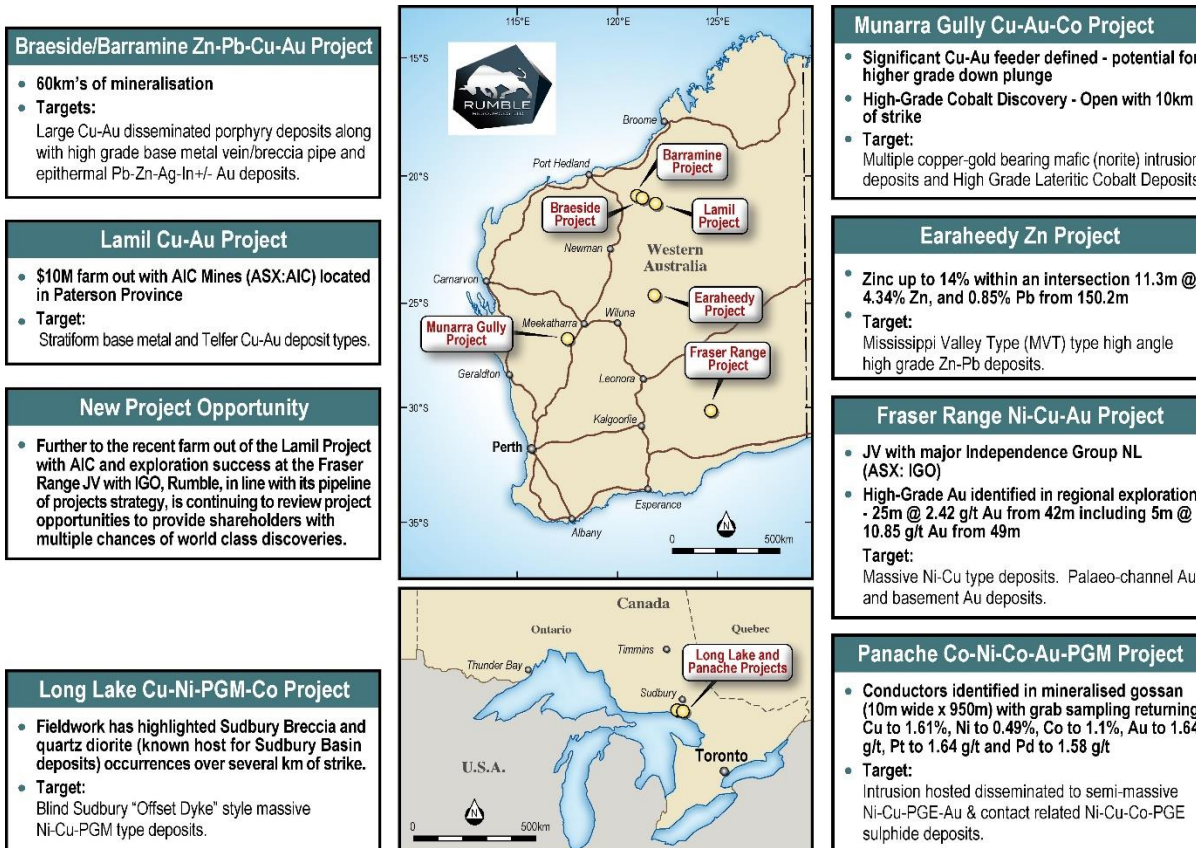 Braeside/Barramine Zn-Pb-Cu-Au Project
• 60km's of mineralisation
• Targets:
Large Cu-Au disseminated porphyry deposits along
with high grade base metal vein/breccia pipe and
epithermal Pb-Zn-Ag-In+/- Au deposits.
Lamil Cu-Au Project
• $10M farm out with AIC Mines (ASX:AIC) located
in Paterson Province
• Target:
Stratiform base metal and Telfer Cu-Au deposit types.
New Project Opportunity
• Further to the recent farm out of the Lamil Project
with AIC and exploration success at the Fraser
Range JV with IGO, Rumble, in line with its pipeline
of projects strategy, is continuing to review project
opportunities to provide shareholders with
multiple chances of world class discoveries.
Long Lake Cu-Ni-PGM-Co Project
• Fieldwork has highlighted Sudbury Breccia and
quartz diorite (known host for Sudbury Basin
deposits) occurrences over several km of strike.
• Target:
Blind Sudbury "Offset Dyke" style massive
Ni-Cu-PGM type deposits.
115°E
120°E
125°E
15°S
20°S
25°S
30°S
35°S
RUMBLE
Broome
Port Hedland
Barramine
Project
Braeside
Project
Lamil
Project
Newman
Western
Australia
Carnarvon
Earaheedy
Project
Meekatharra
Wiluna
Munarra Gully
Project
Fraser Range
Project
Geraldton
Leonora
Kalgoorlie
Perth
Esperance
Albany
N
0
500km
Canada
Ontario
Quebec
Timmins
Thunder Bay
Long Lake and
Panache Projects
Sudbury
Toronto
U.S.A.
N
0
500km
Munarra Gully Cu-Au-Co Project
• Significant Cu-Au feeder defined - potential for
higher grade down plunge
• High-Grade Cobalt Discovery - Open with 10km
of strike
• Target:
Multiple copper-gold bearing mafic (norite) intrusion
deposits and High Grade Lateritic Cobalt Deposits
Earaheedy Zn Project
• Zinc up to 14% within an intersection 11.3m @
4.34% Zn, and 0.85% Pb from 150.2m
• Target:
Mississippi Valley Type (MVT) type high angle
high grade Zn-Pb deposits.
Fraser Range Ni-Cu-Au Project
• JV with major Independence Group NL
(ASX: IGO)
• High-Grade Au identified in regional exploration
- 25m @ 2.42 g/t Au from 42m including 5m @
10.85 g/t Au from 49m
Target:
Massive Ni-Cu type deposits. Palaeo-channel Au
and basement Au deposits.
Panache Co-Ni-Co-Au-PGM Project
• Conductors identified in mineralised gossan
(10m wide x 950m) with grab sampling returning
Cu to 1.61%, Ni to 0.49%, Co to 1.1%, Au to 1.64
g/t, Pt to 1.64 g/t and Pd to 1.58 g/t
• Target:
Intrusion hosted disseminated to semi-massive
Ni-Cu-PGE-Au & contact related Ni-Cu-Co-PGE
sulphide deposits.